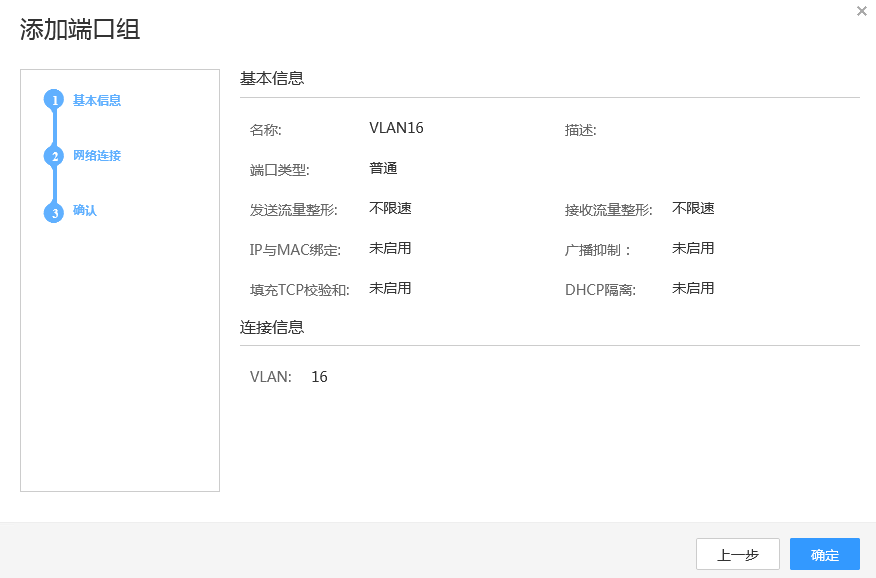 添加端口组
1 基本信息
2 网络连接
3 确认
基本信息
名称: VLAN16 描述:
端口类型: 普通
发送流量整形: 不限速 接收流量整形: 不限速
IP与MAC绑定: 未启用 广播抑制： 未启用
填充TCP校验和: 未启用 DHCP隔离: 未启用
连接信息
VLAN: 16
上一步 确定